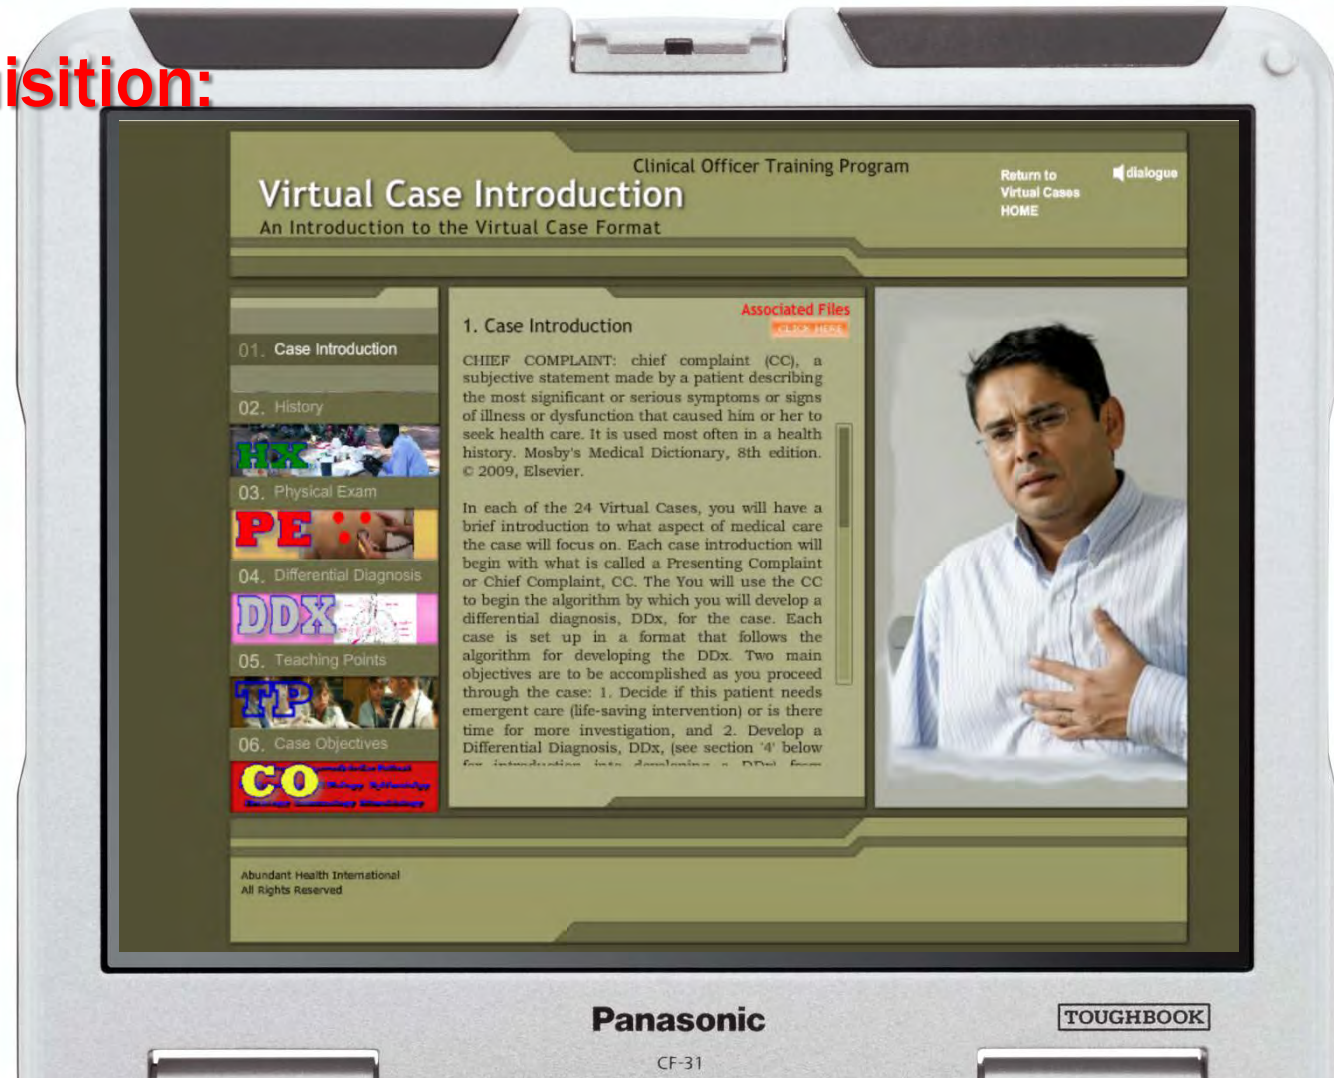 isition:
Clinical Officer Training Program
Virtual Case Introduction
An Introduction to the Virtual Case Format
Return to
Virtual Cases
HOME
dialogue
01. Case Introduction
02. History
HX
03. Physical Exam
PE
04. Differential Diagnosis
DDX
05. Teaching Points
TP
06. Case Objectives
CO
Associated Files
CLICK HERE
1. Case Introduction
CHIEF COMPLAINT: chief complaint (CC), a
subjective statement made by a patient describing
the most significant or serious symptoms or signs
of illness or dysfunction that caused him or her to
seek health care. It is used most often in a health
history. Mosby's Medical Dictionary, 8th edition.
© 2009, Elsevier.
In each of the 24 Virtual Cases, you will have a
brief introduction to what aspect of medical care
the case will focus on. Each case introduction will
begin with what is called a Presenting Complaint
or Chief Complaint, CC. The You will use the CC
to begin the algorithm by which you will develop a
differential diagnosis, DDx, for the case. Each
case is set up in a format that follows the
algorithm for developing the DDx. Two main
objectives are to be accomplished as you proceed
through the case: 1. Decide if this patient needs
emergent care (life-saving intervention) or is there
time for more investigation, and 2. Develop a
Differential Diagnosis, DDx, (see section '4' below
for introduction into developing a DDx) from
Abundant Health International
All Rights Reserved
Panasonic
TOUGHBOOK
CF-31